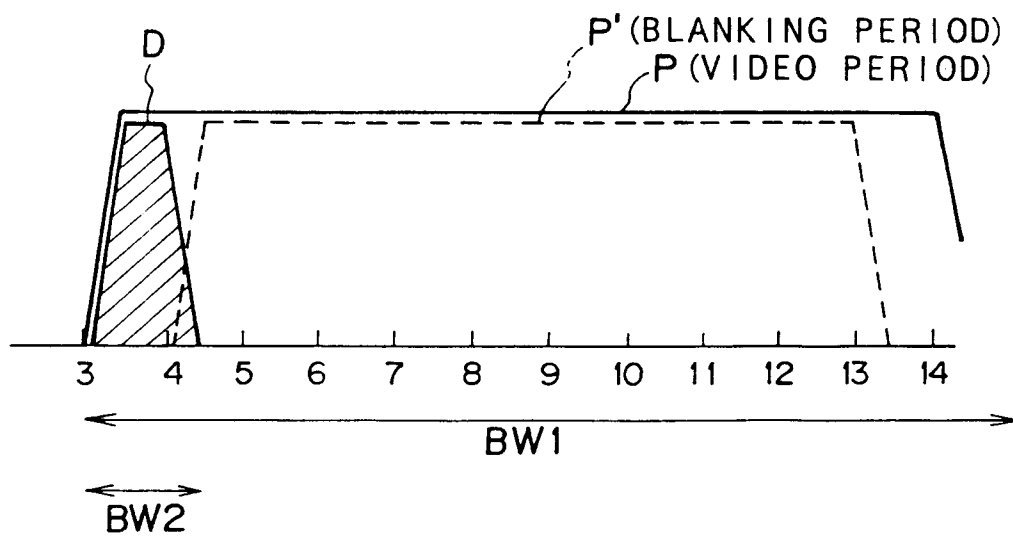 D
P' (BLANKING PERIOD)
P (VIDEO PERIOD)
3 4 5 6 7 8 9 10 11 12 13 14
BW1
BW2